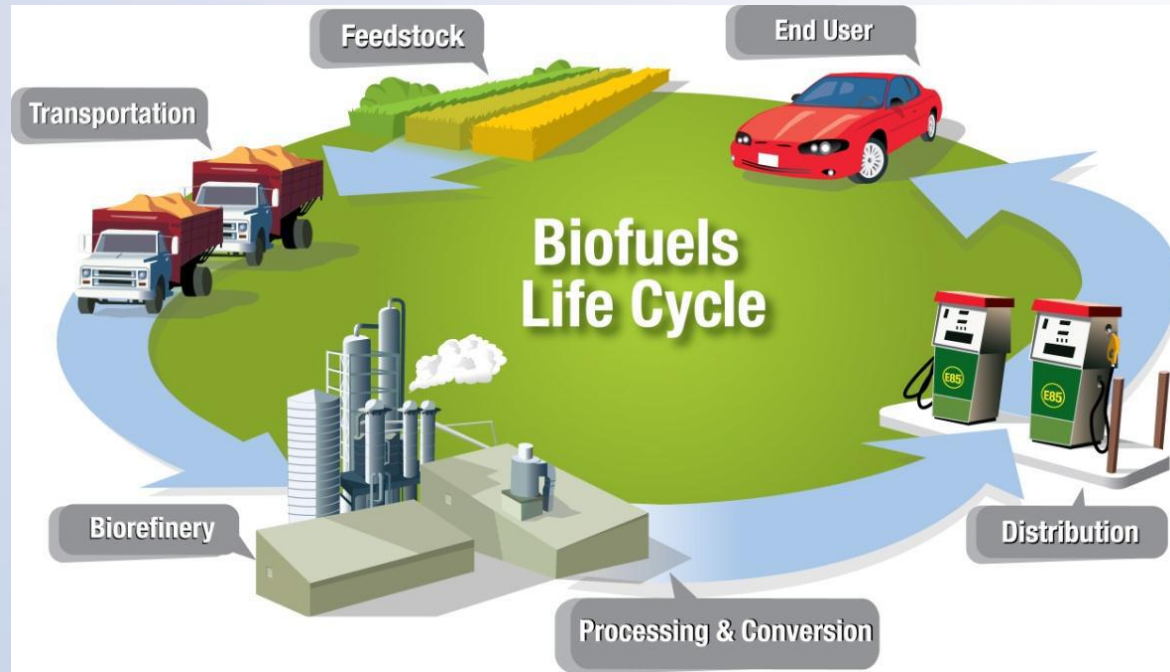 Feedstock
End User
Transportation
Biofuels
Life Cycle
E85
E85
Biorefinery
Distribution
Processing & Conversion